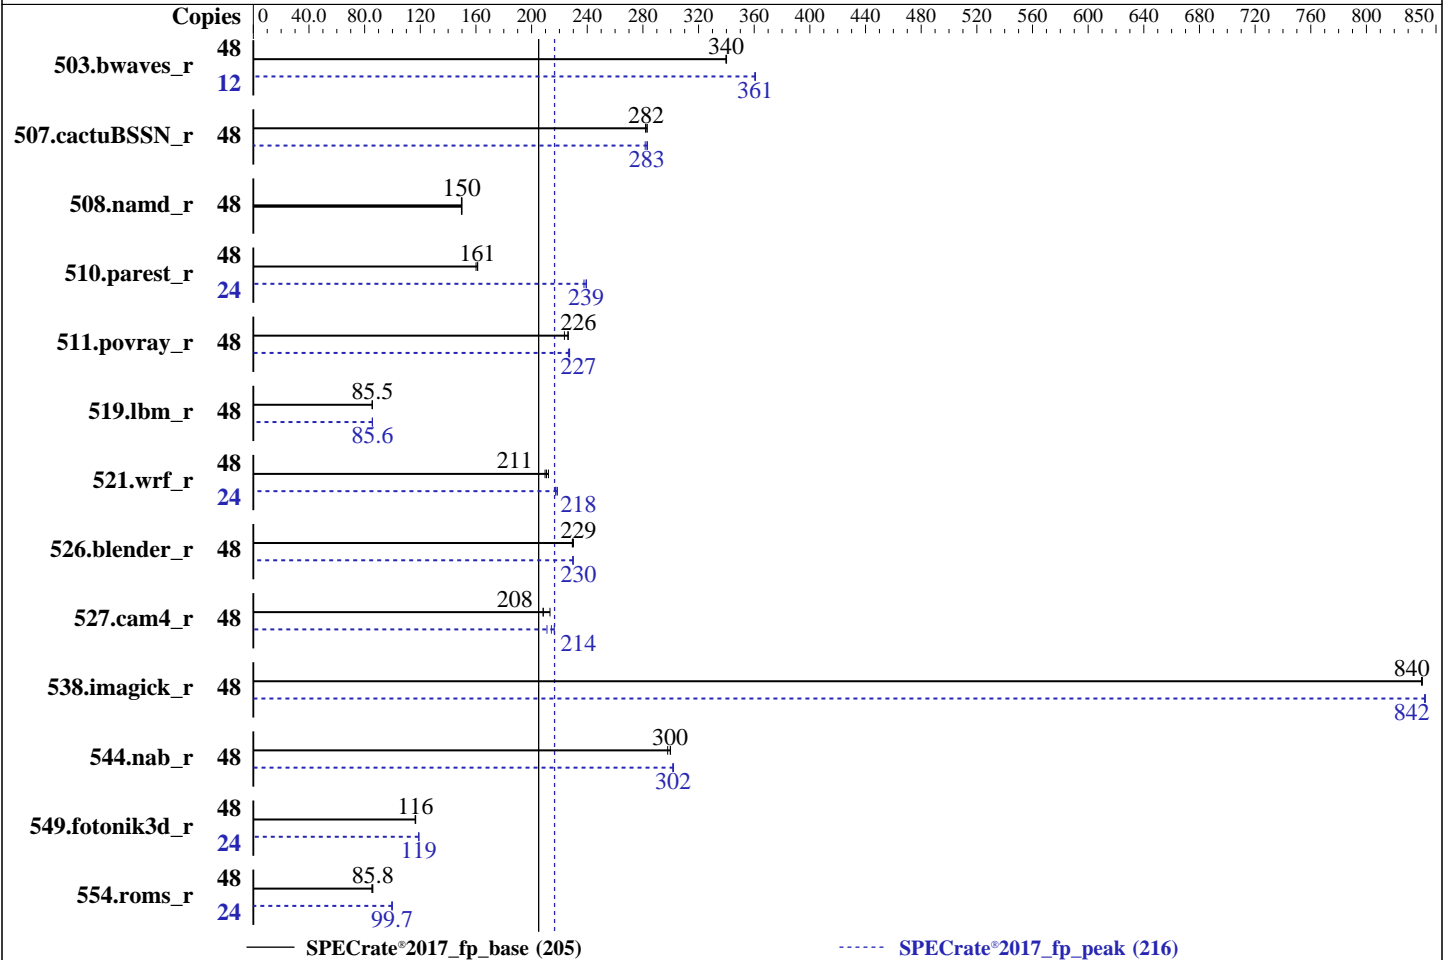 Copies 0 40.0 80.0 120 160 200 240 280 320 360 400 440 480 520 560 600 640 680 720 760 800 850
503.bwaves_r 48 340
12 361
507.cactuBSSN_r 48 282
283
508.namd_r 48 150
510.parest_r 48 161
24 239
511.povray_r 48 226
227
519.lbm_r 48 85.5
85.6
521.wrf_r 48 211
24 218
526.blender_r 48 229
230
527.cam4_r 48 208
214
538.imagick_r 48 840
842
544.nab_r 48 300
302
549.fotonik3d_r 48 116
24 119
554.roms_r 48 85.8
24 99.7
SPECrate®2017_fp_base (205) SPECrate®2017_fp_peak (216)